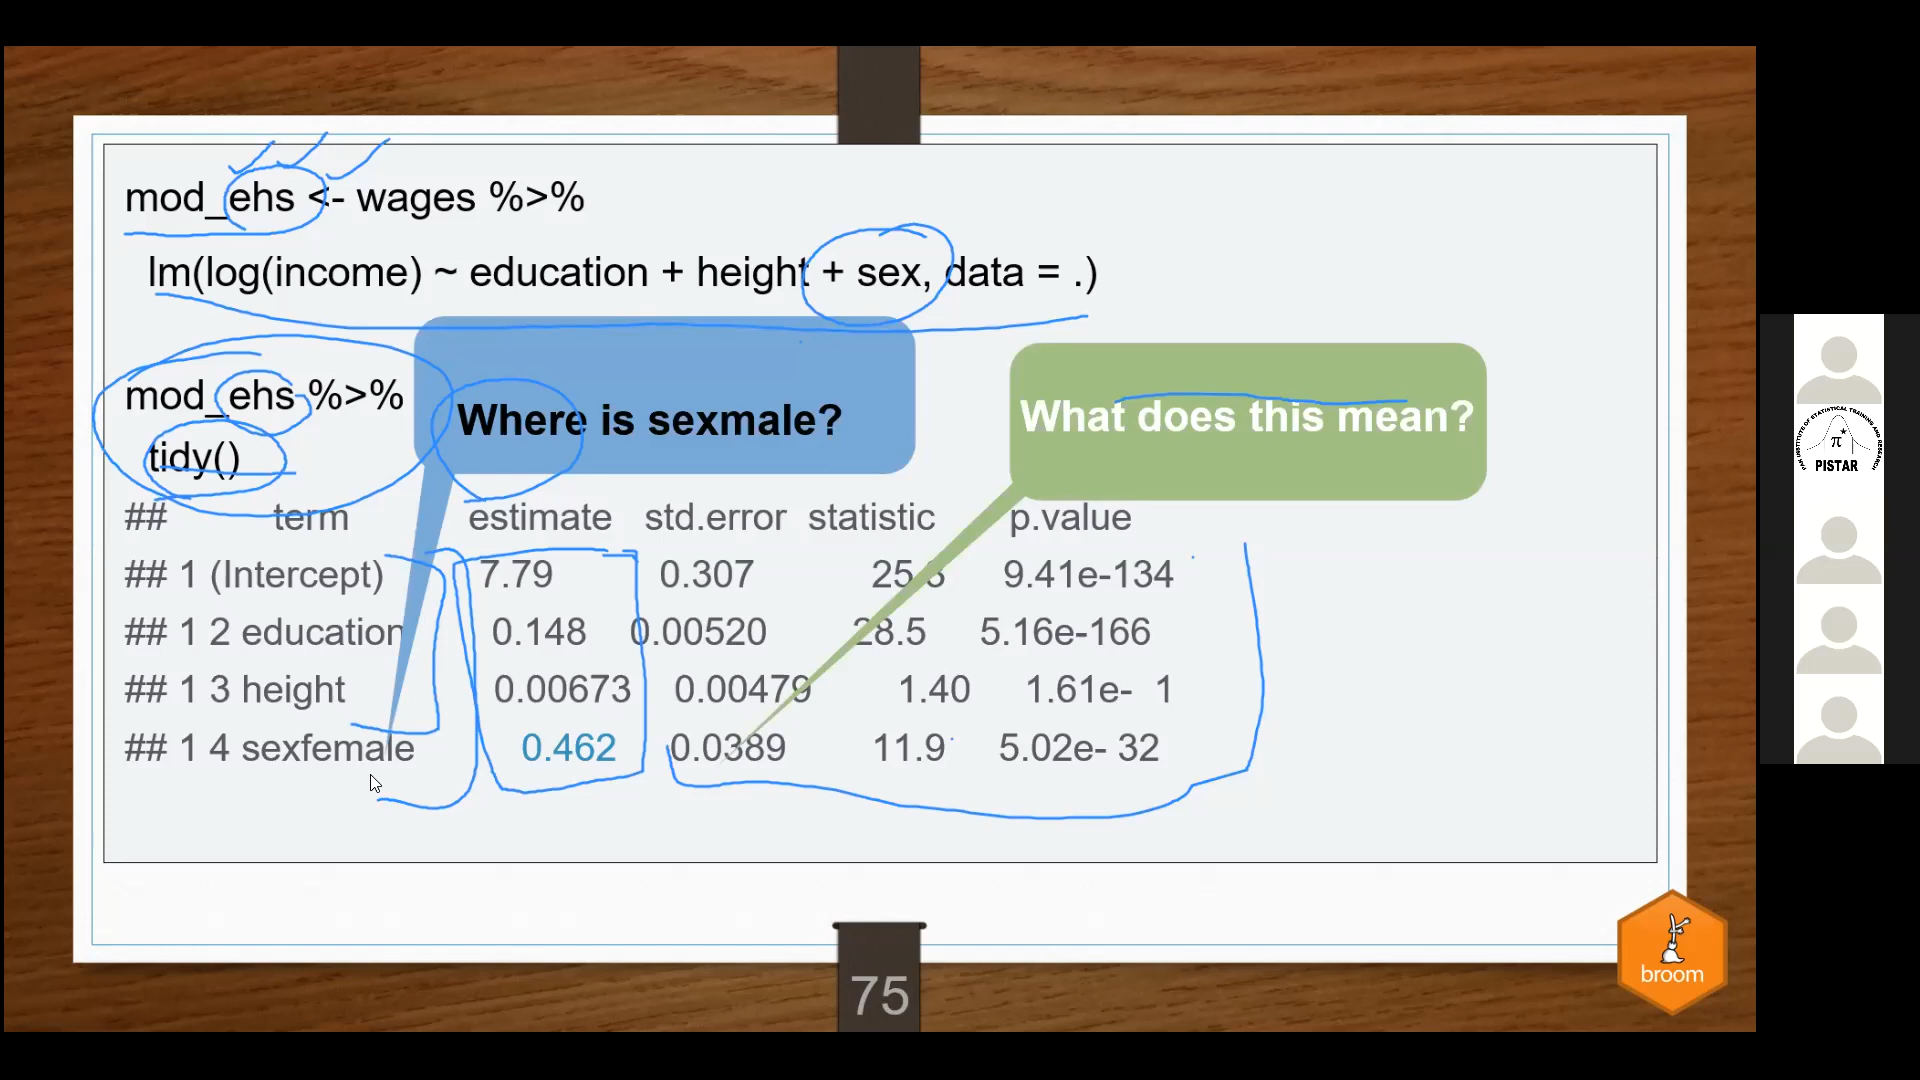 mod_ehs <- wages %>%
lm(log(income) ~ education + height + sex, data = .)
mod_ehs %>%
tidy()
Where is sexmale?
What does this mean?
## term estimate std.error statistic p.value
## 1 (Intercept) 7.79 0.307 25.3 9.41e-134
## 1 2 education 0.148 0.00520 28.5 5.16e-166
## 1 3 height 0.00673 0.00479 1.40 1.61e- 1
## 1 4 sexfemale 0.462 0.0389 11.9 5.02e- 32
broom
75
PISTAR